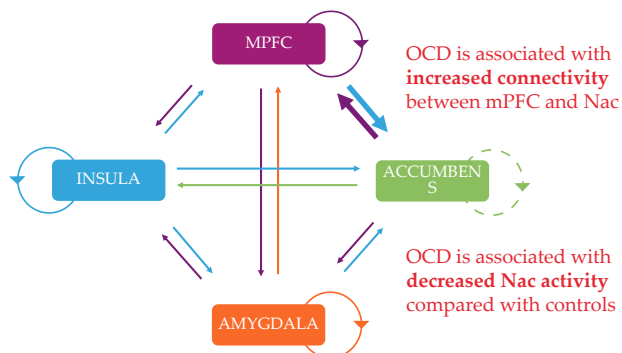 MPFC
OCD is associated with
increased connectivity
between mPFC and Nac
INSULA
ACCUMBEN
S
OCD is associated with
decreased Nac activity
compared with controls
AMYGDALA